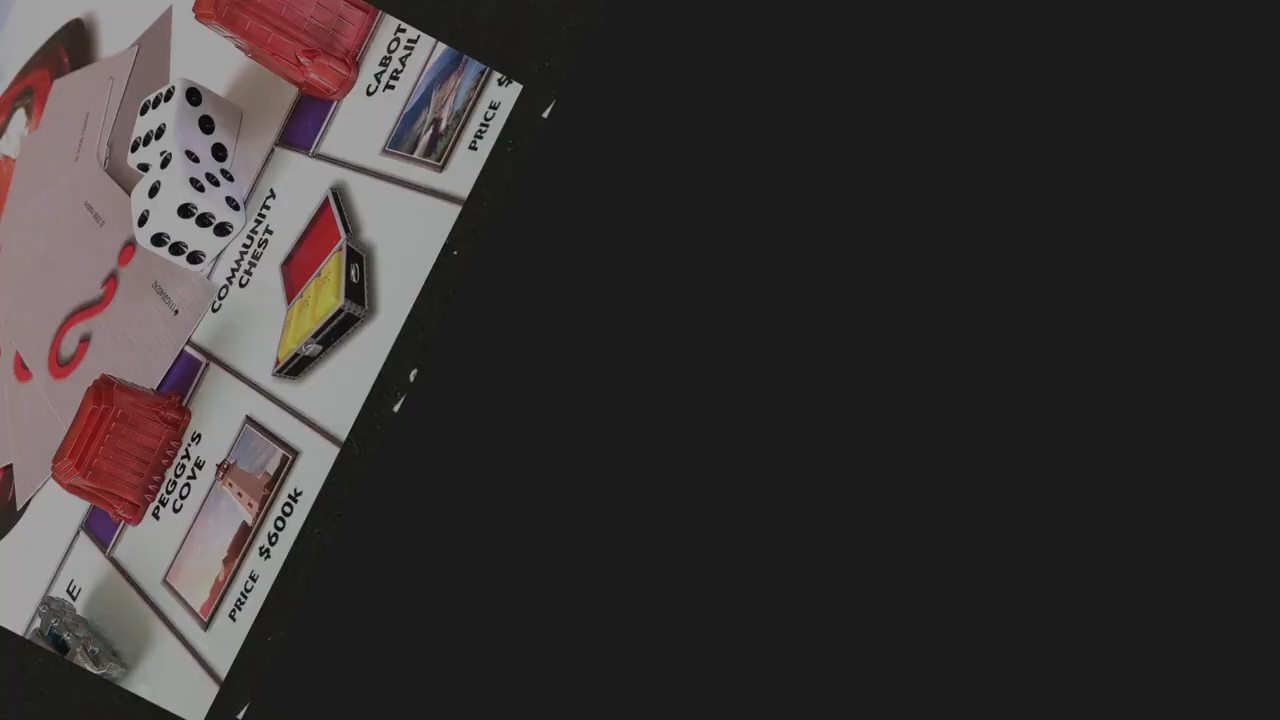 CABOT
TRAIL
PRICE $
COMMUNITY
CHEST
PEGGY'S
COVE
PRICE $600k
E